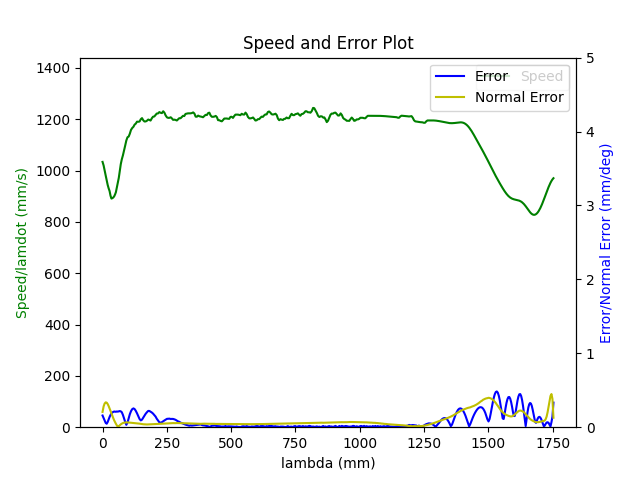 Speed and Error Plot
Error
Speed
Normal Error
1400
1200
1000
800
600
400
200
0
Speed/lamdot (mm/s)
5
4
3
2
1
0
Error/Normal Error (mm/deg)
0 250 500 750 1000 1250 1500 1750
lambda (mm)